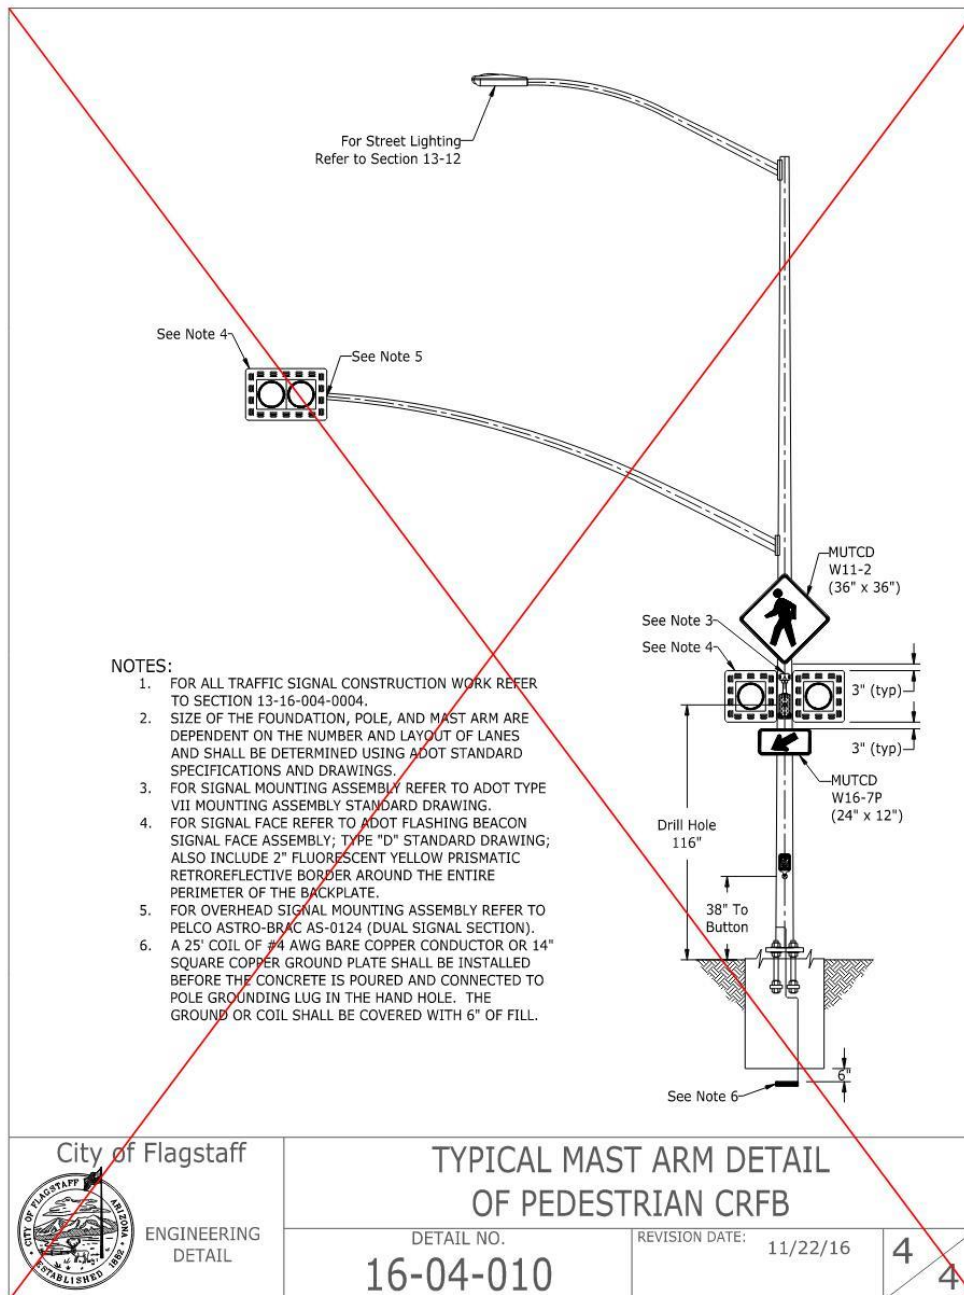 For Street Lighting
Refer to Section 13-12
See Note 4
See Note 5
MUTCD
W11-2
(36" x 36")
See Note 3
See Note 4
3" (typ)
3" (typ)
MUTCD
W16-7P
(24" x 12")
Drill Hole
116"
38" To
Button
6"
See Note 6
NOTES:
1. FOR ALL TRAFFIC SIGNAL CONSTRUCTION WORK REFER
TO SECTION 13-16-004-0004.
2. SIZE OF THE FOUNDATION, POLE, AND MAST ARM ARE
DEPENDENT ON THE NUMBER AND LAYOUT OF LANES
AND SHALL BE DETERMINED USING ADOT STANDARD
SPECIFICATIONS AND DRAWINGS.
3. FOR SIGNAL MOUNTING ASSEMBLY REFER TO ADOT TYPE
VII MOUNTING ASSEMBLY STANDARD DRAWING.
4. FOR SIGNAL FACE REFER TO ADOT FLASHING BEACON
SIGNAL FACE ASSEMBLY; TYPE "D" STANDARD DRAWING;
ALSO INCLUDE 2" FLUORESCENT YELLOW PRISMATIC
RETROREFLECTIVE BORDER AROUND THE ENTIRE
PERIMETER OF THE BACKPLATE.
5. FOR OVERHEAD SIGNAL MOUNTING ASSEMBLY REFER TO
PELCO ASTRO-BRAC AS-0124 (DUAL SIGNAL SECTION).
6. A 25' COIL OF #4 AWG BARE COPPER CONDUCTOR OR 14"
SQUARE COPPER GROUND PLATE SHALL BE INSTALLED
BEFORE THE CONCRETE IS POURED AND CONNECTED TO
POLE GROUNDING LUG IN THE HAND HOLE. THE
GROUND OR COIL SHALL BE COVERED WITH 6" OF FILL.
City of Flagstaff
CITY OF FLAGSTAFF ARIZONA
ESTABLISHED 1882
ENGINEERING
DETAIL
TYPICAL MAST ARM DETAIL
OF PEDESTRIAN CRFB
DETAIL NO.
16-04-010
REVISION DATE: 11/22/16
4
4